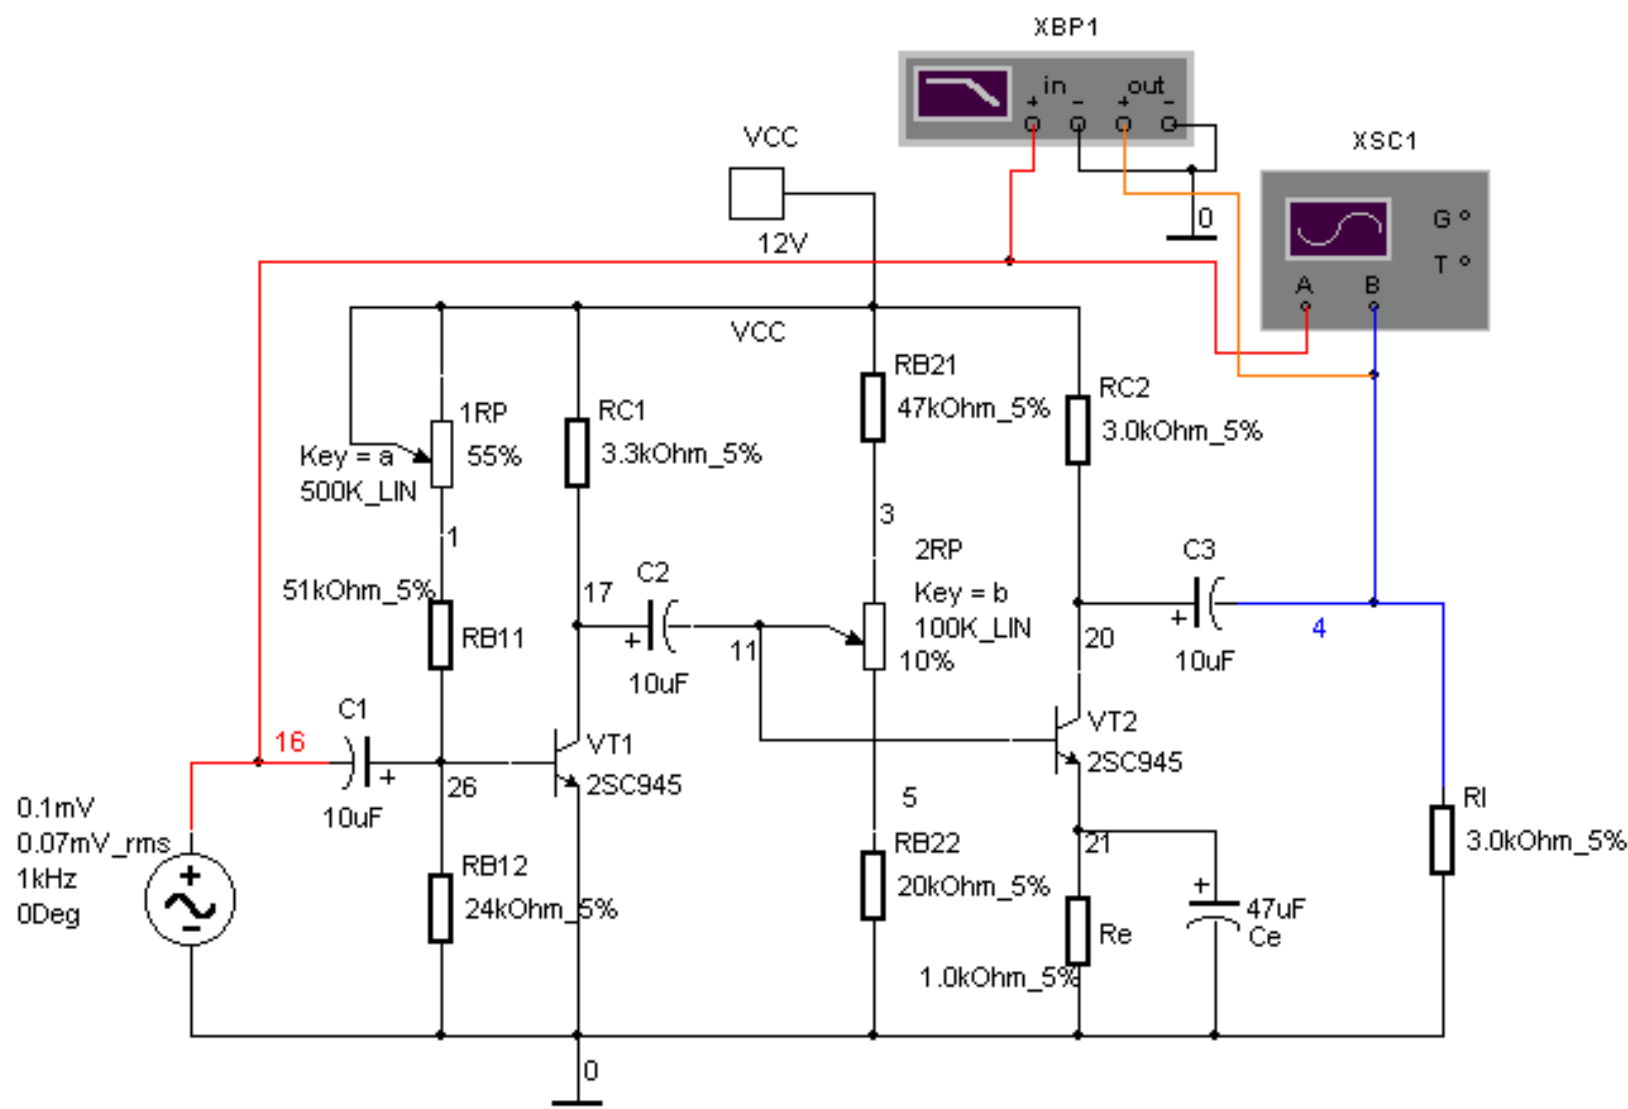 XBP1
in
out
+
-
+
-
XSC1
G
T
A
B
VCC
12V
0
VCC
RB21
47kOhm_5%
RC2
3.0kOhm_5%
1RP
55%
Key = a
500K_LIN
RC1
3.3kOhm_5%
1
3
2RP
Key = b
100K_LIN
10%
C3
+
10uF
4
51kOhm_5%
RB11
17
C2
+
10uF
11
20
C1
16
+
10uF
26
VT1
2SC945
VT2
2SC945
0.1mV
0.07mV_rms
1kHz
0Deg
+
-
RB12
24kOhm_5%
5
RB22
20kOhm_5%
21
+
47uF
Ce
Re
1.0kOhm_5%
Rl
3.0kOhm_5%
0